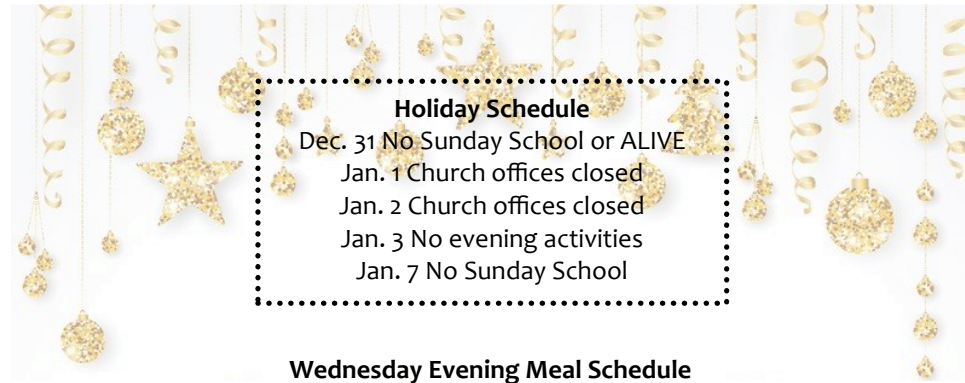 Holiday Schedule
Dec. 31 No Sunday School or ALIVE
Jan. 1 Church offices closed
Jan. 2 Church offices closed
Jan. 3 No evening activities
Jan. 7 No Sunday School
Wednesday Evening Meal Schedule